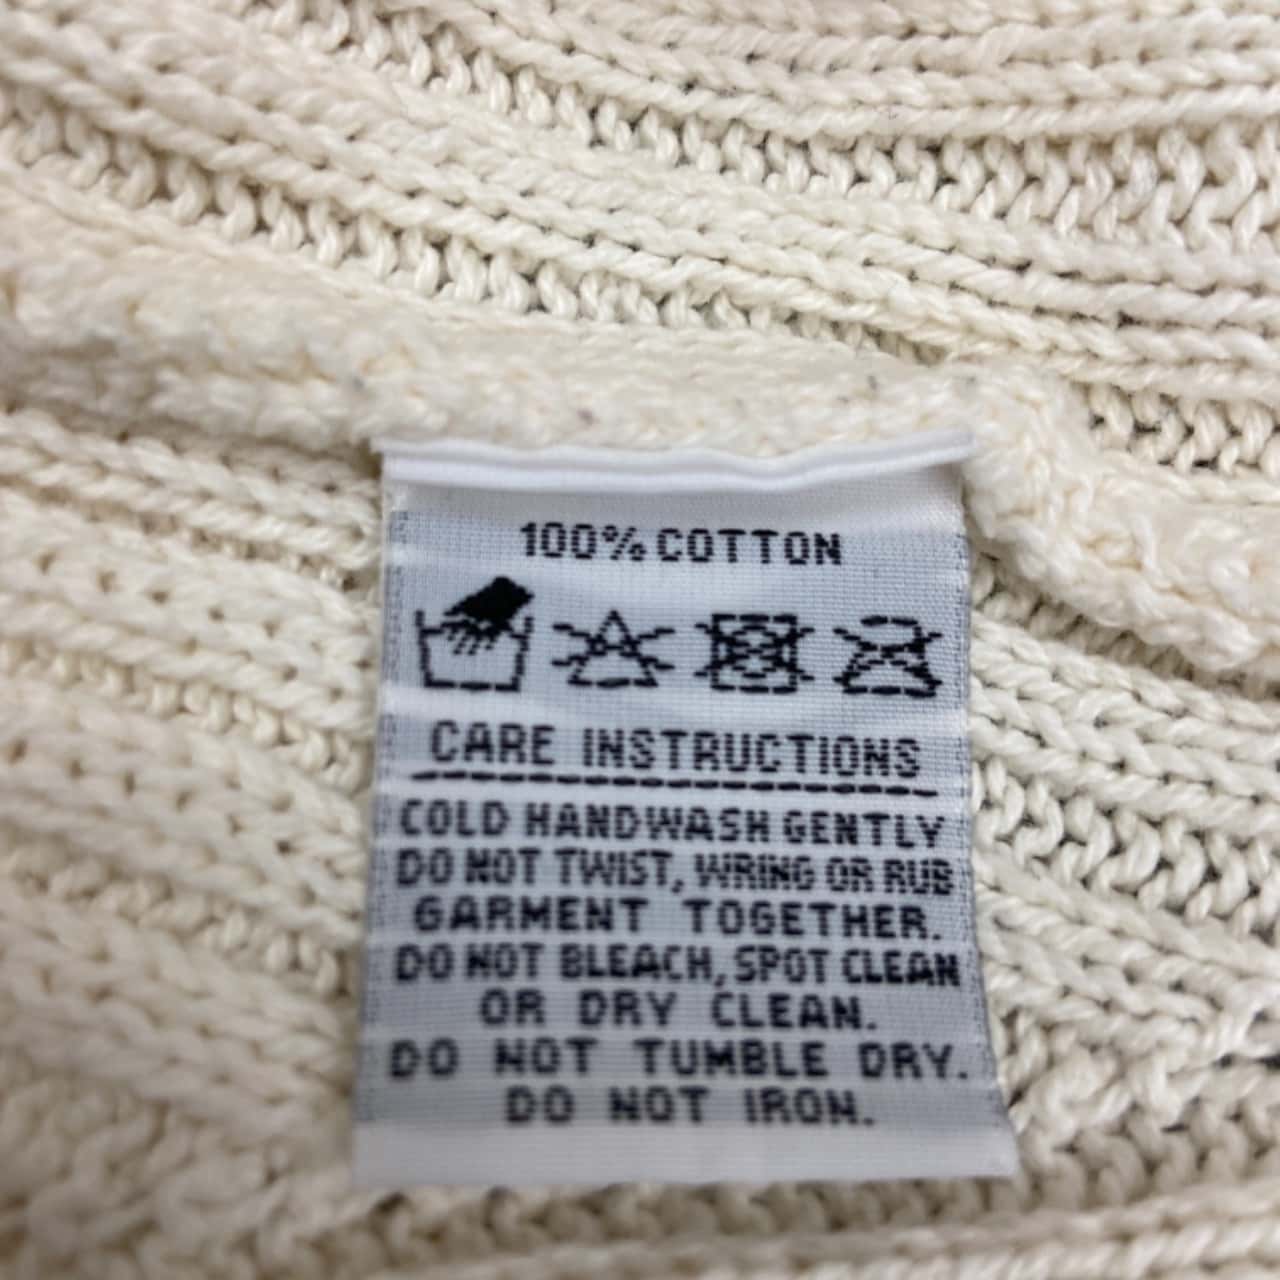 100% COTTON
CARE INSTRUCTIONS
COLD HANDWASH GENTLY
DO NOT TWIST, WRING OR RUB
GARMENT TOGETHER.
DO NOT BLEACH, SPOT CLEAN
OR DRY CLEAN.
DO NOT TUMBLE DRY.
DO NOT IRON.